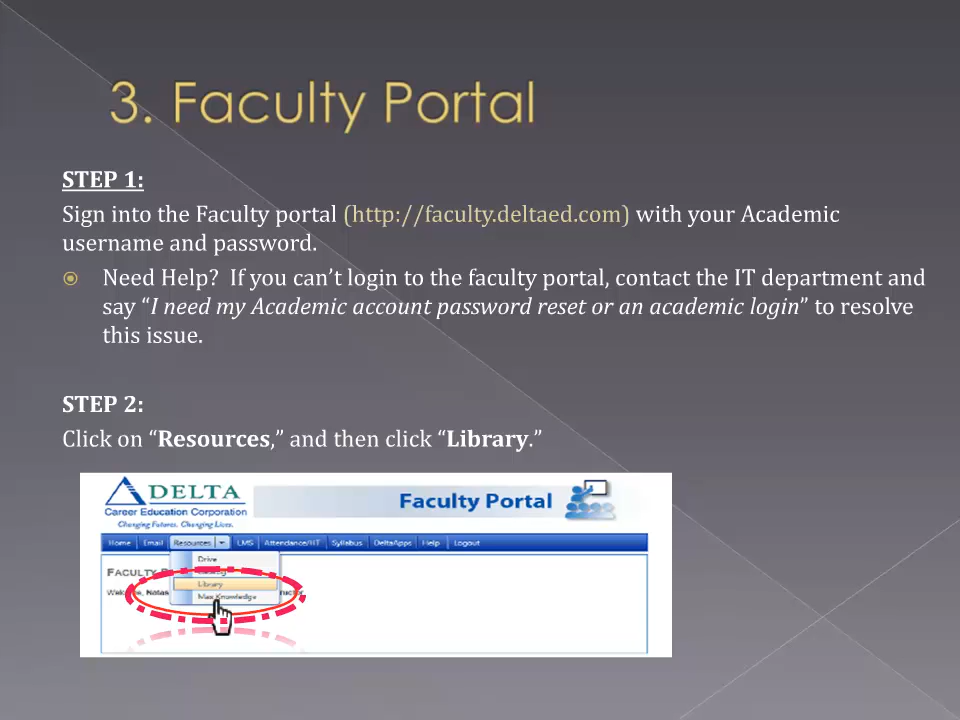 3. Faculty Portal
STEP 1:
Sign into the Faculty portal (http://faculty.deltaed.com) with your Academic
username and password.
Need Help? If you can’t login to the faculty portal, contact the IT department and
say “I need my Academic account password reset or an academic login” to resolve
this issue.
STEP 2:
Click on “Resources,” and then click “Library.”
DELTA
Career Education Corporation
Changing Futures. Changing Lives.
Faculty Portal
Home Email Resources LMS Attendance/HT Syllabus DeltaApps Help Logout
Drive
FACULTY
Library
Welcome, Notas
Max Knowledge